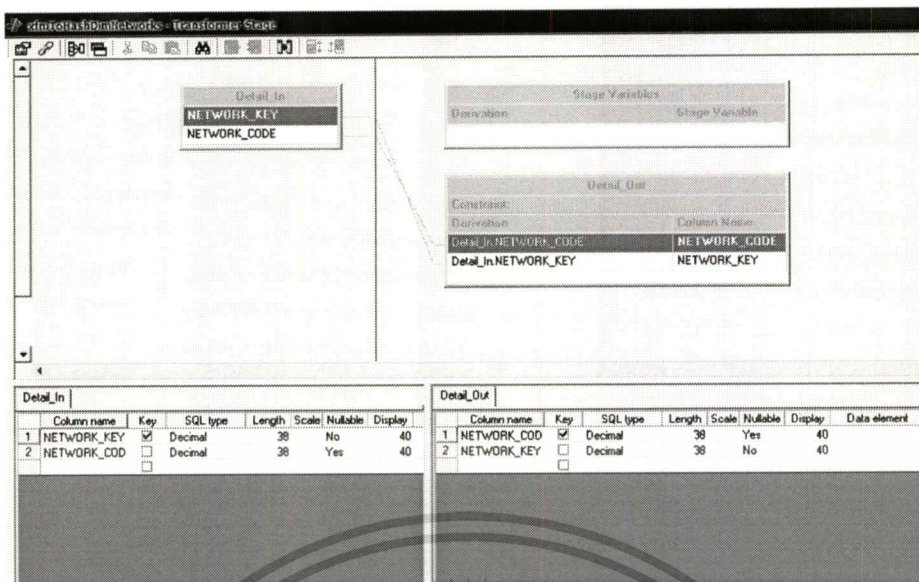 xfmToHashDimNetworks - Transformer Stage
Detail_In
NETWORK_KEY
NETWORK_CODE
Stage Variables
Derivation Stage Variable
Detail_Out
Constraint:
Derivation Column Name
Detail_In.NETWORK_CODE NETWORK_CODE
Detail_In.NETWORK_KEY NETWORK_KEY
Detail_In
Column name Key SQL type Length Scale Nullable Display
1 NETWORK_KEY Decimal 38 No 40
2 NETWORK_COD Decimal 38 Yes 40
Detail_Out
Column name Key SQL type Length Scale Nullable Display Data element
1 NETWORK_COD Decimal 38 Yes 40
2 NETWORK_KEY Decimal 38 No 40